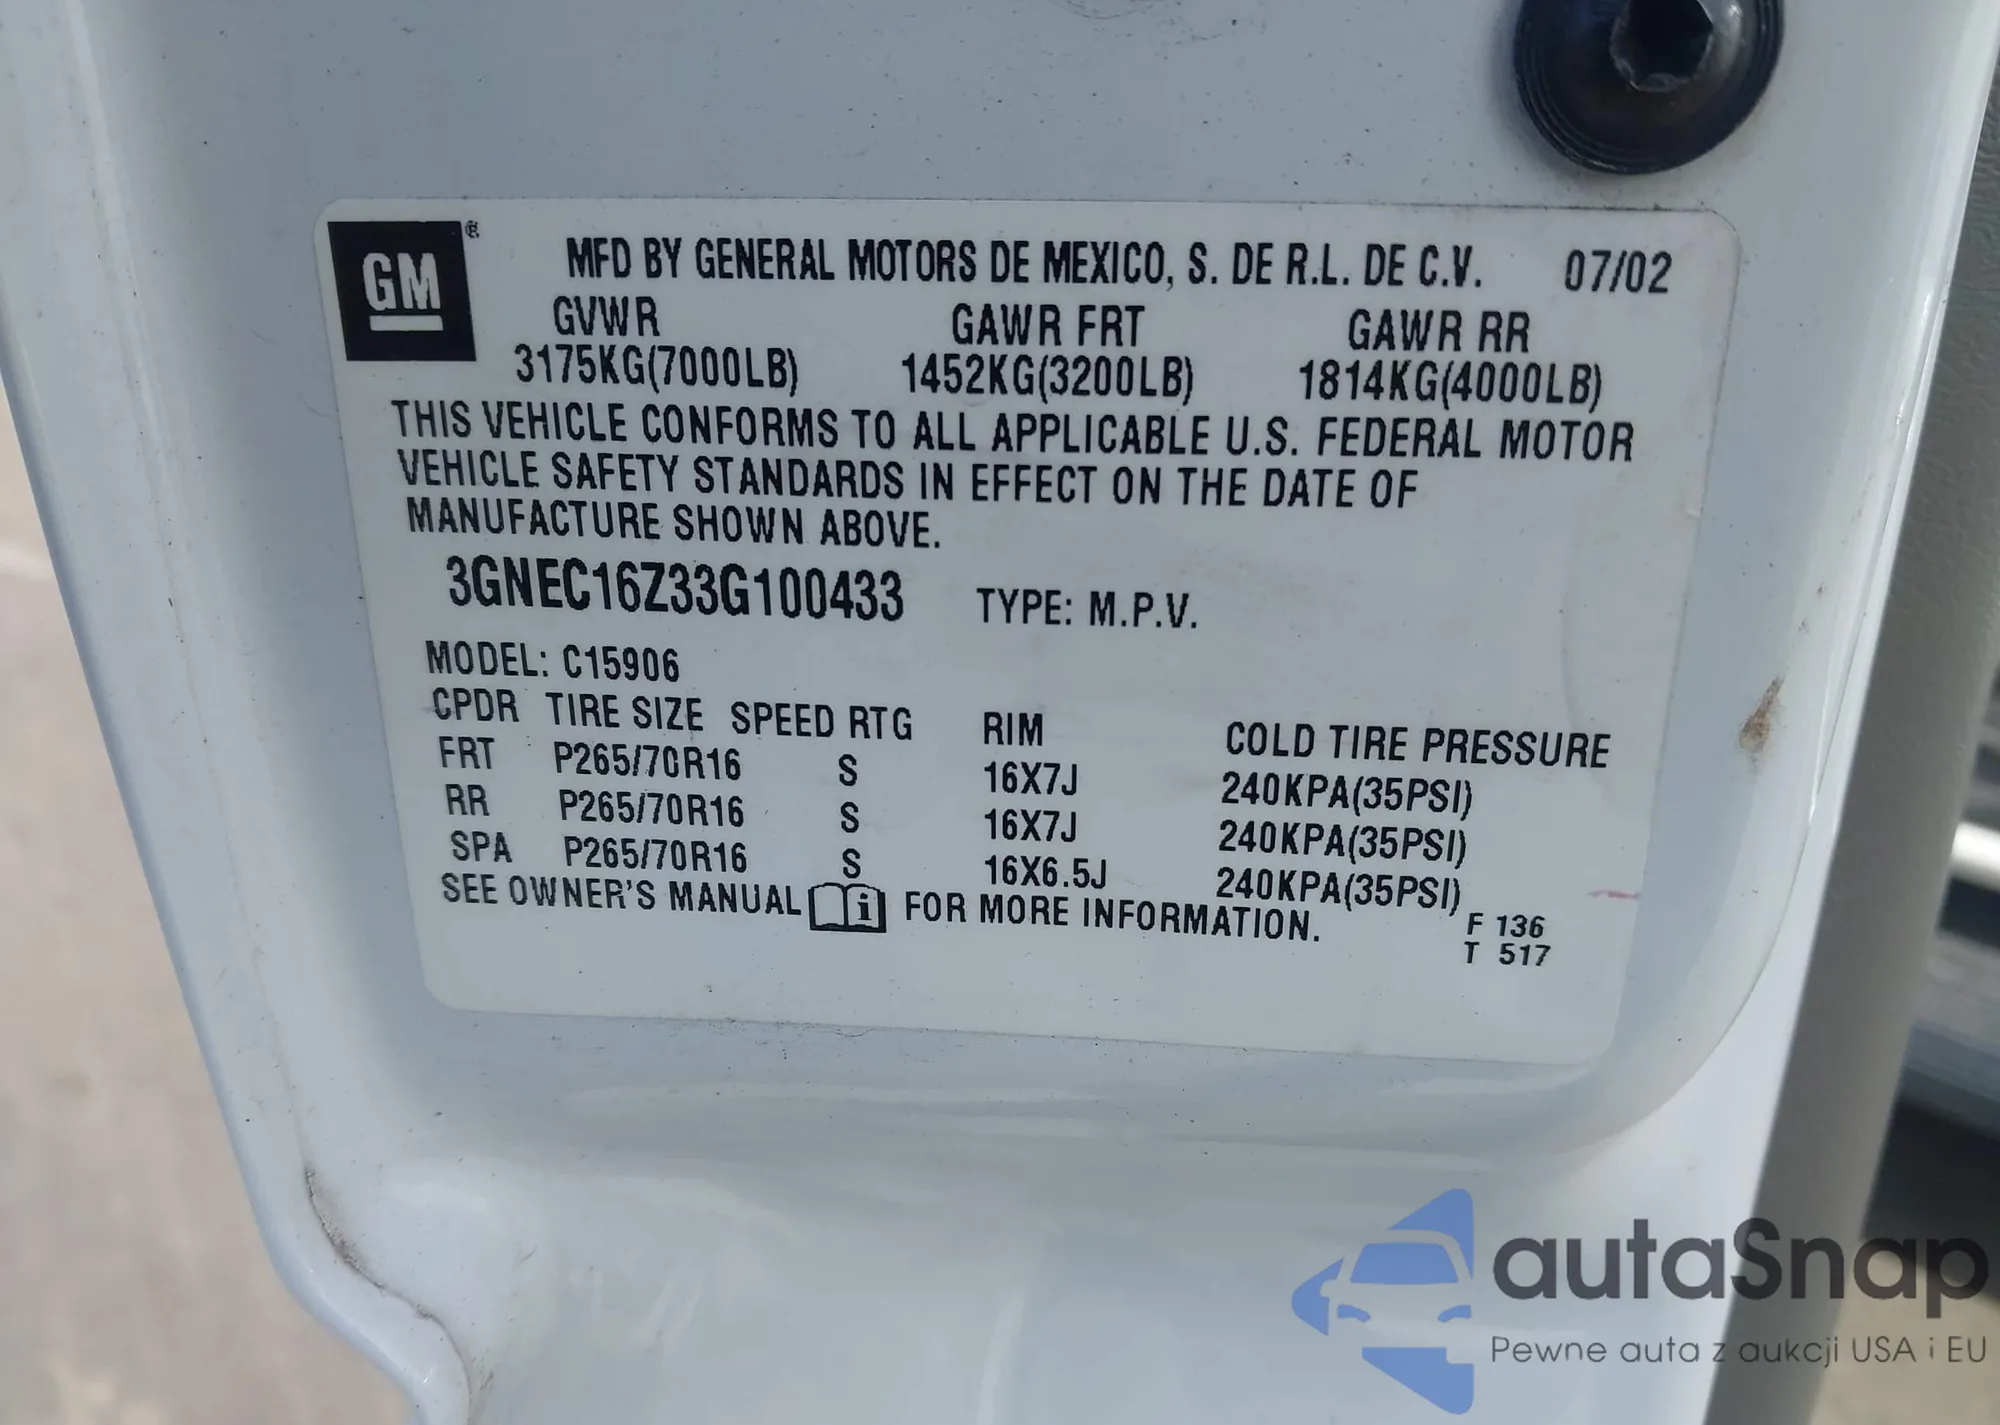 GM®
MFD BY GENERAL MOTORS DE MEXICO, S. DE R.L. DE C.V. 07/02
GVWR GAWR FRT GAWR RR
3175KG(7000LB) 1452KG(3200LB) 1814KG(4000LB)
THIS VEHICLE CONFORMS TO ALL APPLICABLE U.S. FEDERAL MOTOR
VEHICLE SAFETY STANDARDS IN EFFECT ON THE DATE OF
MANUFACTURE SHOWN ABOVE.
3GNEC16Z33G100433 TYPE: M.P.V.
MODEL: C15906
CPDR TIRE SIZE SPEED RTG RIM COLD TIRE PRESSURE
FRT P265/70R16 S 16X7J 240KPA(35PSI)
RR P265/70R16 S 16X7J 240KPA(35PSI)
SPA P265/70R16 S 16X6.5J 240KPA(35PSI)
SEE OWNER'S MANUAL i FOR MORE INFORMATION.
F 136
T 517
autaSnap
Pewne auta z aukcji USA i EU